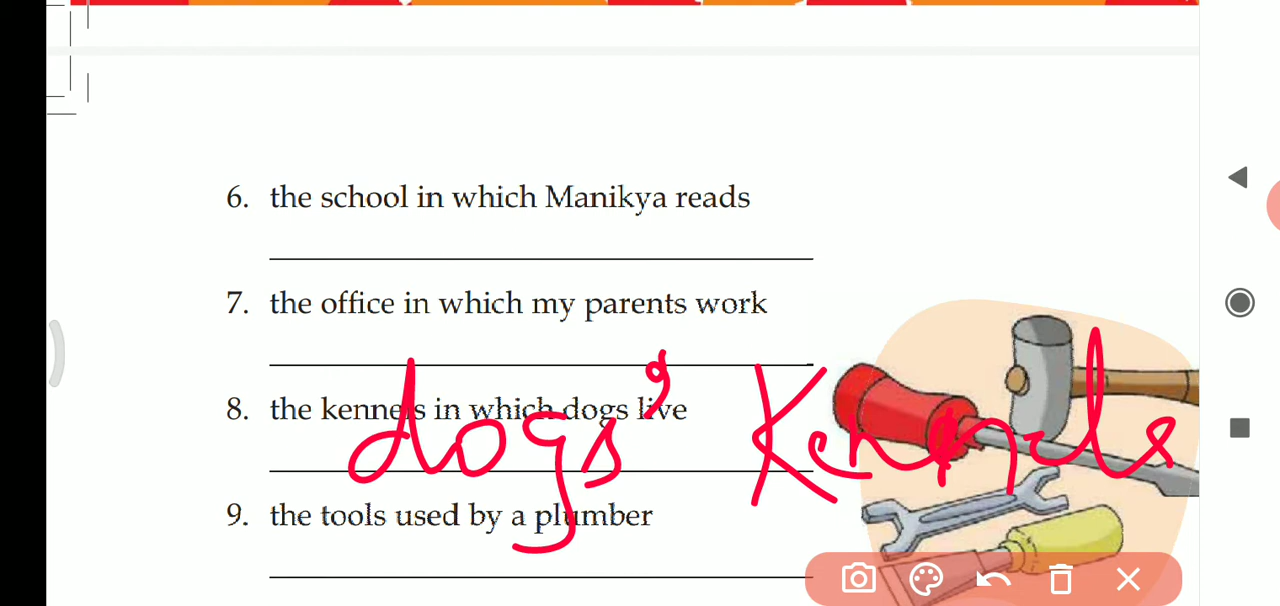 6. the school in which Manikya reads
7. the office in which my parents work
8. the kennels in which dogs live
dogs' Kennels
9. the tools used by a plumber